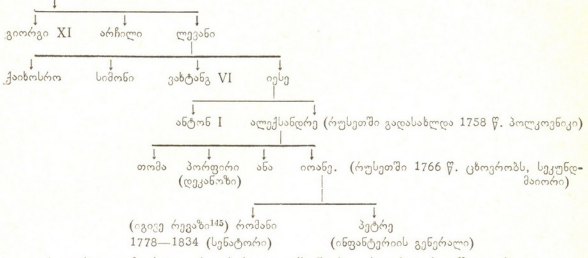 გიორგი XI არჩილი ლევანი
ქაიხოსრო სიმონი ვახტანგ VI იესე
ანტონ I ალექსანდრე (რუსეთში გადასახლდა 1758 წ. პოლკოვნიკი)
თომა პორფირი ანა იოანე. (რუსეთში 1766 წ. ცხოვრობს, სეკუნდ-
(დეკანოზი) მაიორი)
(იგივე რევაზი¹⁴⁵) რომანი პეტრე
1778—1834 (სენატორი) (ინფანტერიის გენერალი)